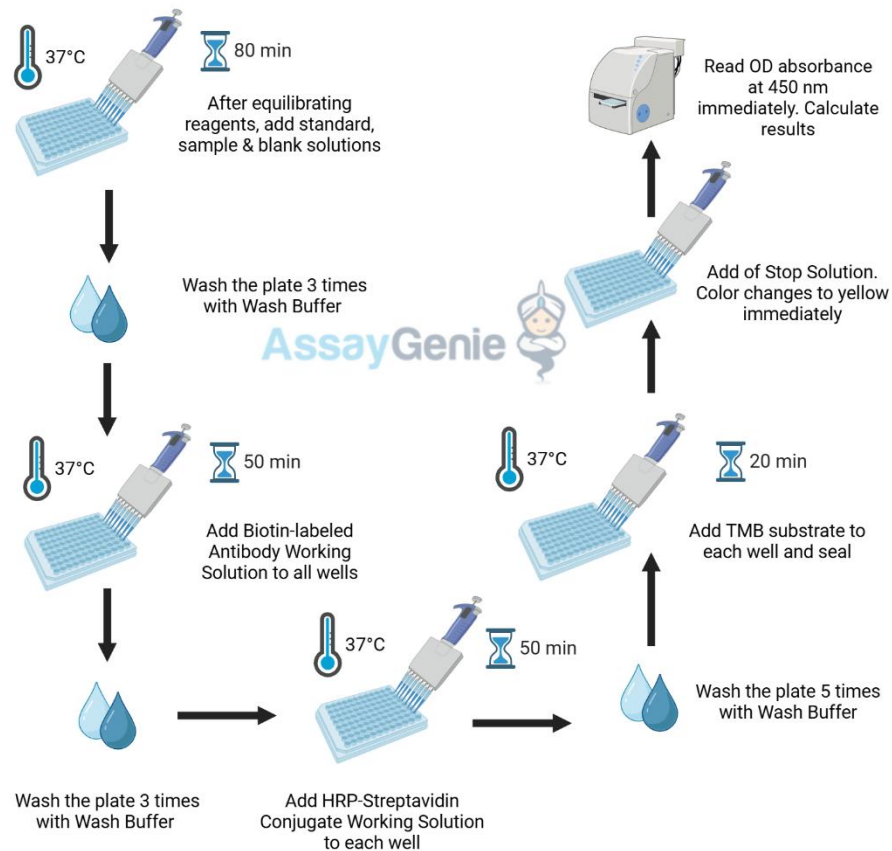 37°C
80 min
After equilibrating
reagents, add standard,
sample & blank solutions
Wash the plate 3 times
with Wash Buffer
37°C
50 min
Add Biotin-labeled
Antibody Working
Solution to all wells
Wash the plate 3 times
with Wash Buffer
37°C
50 min
Add HRP-Streptavidin
Conjugate Working Solution
to each well
Wash the plate 5 times
with Wash Buffer
37°C
20 min
Add TMB substrate to
each well and seal
Add of Stop Solution.
Color changes to yellow
immediately
Read OD absorbance
at 450 nm
immediately. Calculate
results
AssayGenie